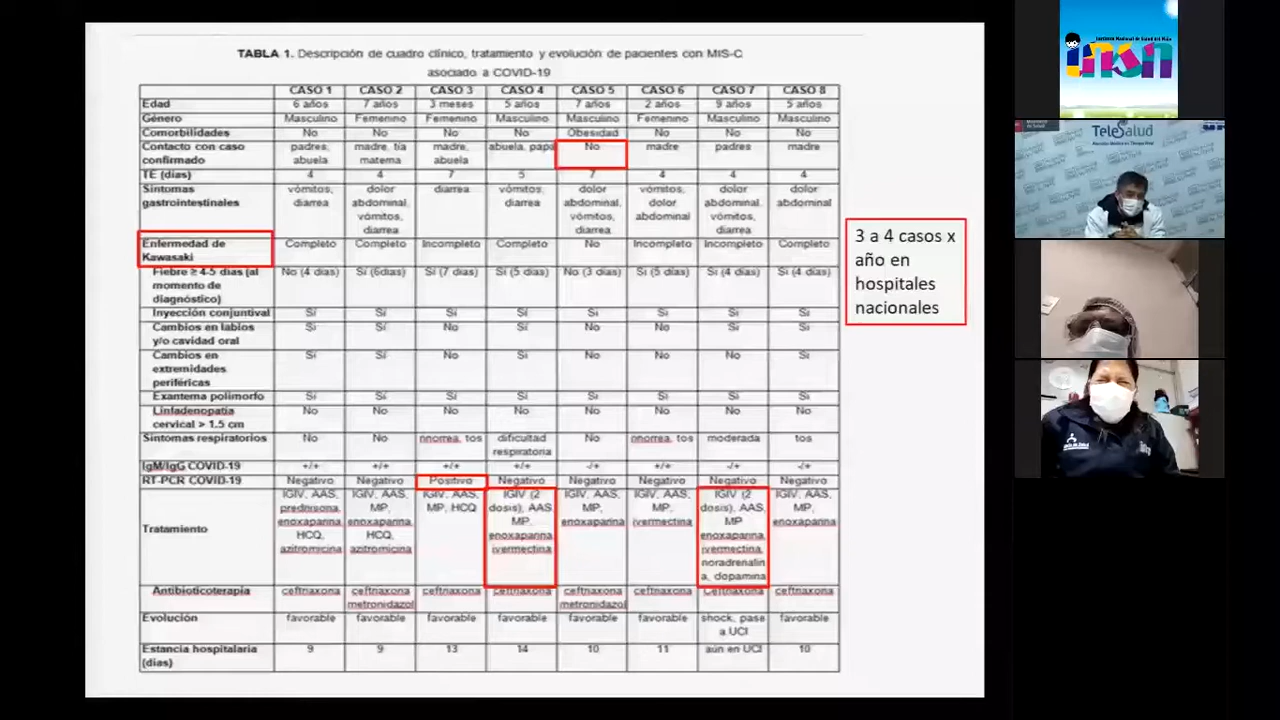 TABLA 1. Descripción de cuadro clínico, tratamiento y evolución de pacientes con MIS-C
asociado a COVID-19
CASO 1 CASO 2 CASO 3 CASO 4 CASO 5 CASO 6 CASO 7 CASO 8
Edad 6 años 7 años 3 meses 5 años 7 años 2 años 9 años 5 años
Género Masculino Femenino Femenino Masculino Masculino Femenino Masculino Masculino
Comorbilidades No No No No Obesidad No No No
Contacto con caso padres, madre, tía madre, abuela, papá No madre padres madre
confirmado abuela materna abuela
TE (días) 4 4 7 5 7 4 4 4
Síntomas vómitos, dolor diarrea vómitos, dolor vómitos, dolor dolor
gastrointestinales diarrea abdominal, diarrea abdominal, dolor abdominal, abdominal
vómitos, vómitos, abdominal vómitos,
diarrea diarrea diarrea
Enfermedad de Completo Completo Incompleto Completo No Incompleto Incompleto Completo
Kawasaki
Fiebre ≥ 4-5 días (al No (4 días) Sí (6días) Sí (7 días) Sí (5 días) No (3 días) Sí (5 días) Sí (4 días) Sí (4 días)
momento de
diagnóstico)
Inyección conjuntival Sí Sí Sí Sí Sí Sí Sí Sí
Cambios en labios Sí Sí No Sí No No Sí Sí
y/o cavidad oral
Cambios en Sí Sí No Sí No No No Sí
extremidades
periféricas
Exantema polimorfo Sí Sí Sí Sí Sí Sí Sí Sí
Linfadenopatía No No No No No No No No
cervical > 1.5 cm
Síntomas respiratorios No No rinorrea, tos dificultad No rinorrea, tos moderada tos
respiratoria
IgM/IgG COVID-19 +/+ +/+ +/+ +/+ -/+ +/+ -/+ -/+
RT-PCR COVID-19 Negativo Negativo Positivo Negativo Negativo Negativo Negativo Negativo
Tratamiento
IGIV, AAS, IGIV, AAS, IGIV, AAS, IGIV (2 IGIV, AAS, IGIV, AAS, IGIV (2 IGIV, AAS,
prednisona, MP, MP, HCQ dosis), AAS, MP, MP, dosis), AAS, MP,
enoxaparina, enoxaparina, MP, enoxaparina ivermectina MP enoxaparina
HCQ, HCQ, enoxaparina, enoxaparina,
azitromicina azitromicina ivermectina ivermectina,
noradrenalin
a, dopamina
Antibioticoterapia ceftriaxona ceftriaxona ceftriaxona ceftriaxona ceftriaxona ceftriaxona Ceftriaxona ceftriaxona
metronidazol metronidazol
Evolución favorable favorable favorable favorable favorable favorable shock, pase favorable
a UCI
Estancia hospitalaria 9 9 13 14 10 11 aún en UCI 10
(días)
3 a 4 casos x
año en
hospitales
nacionales
Instituto Nacional de Salud del Niño
insn
TeleSalud